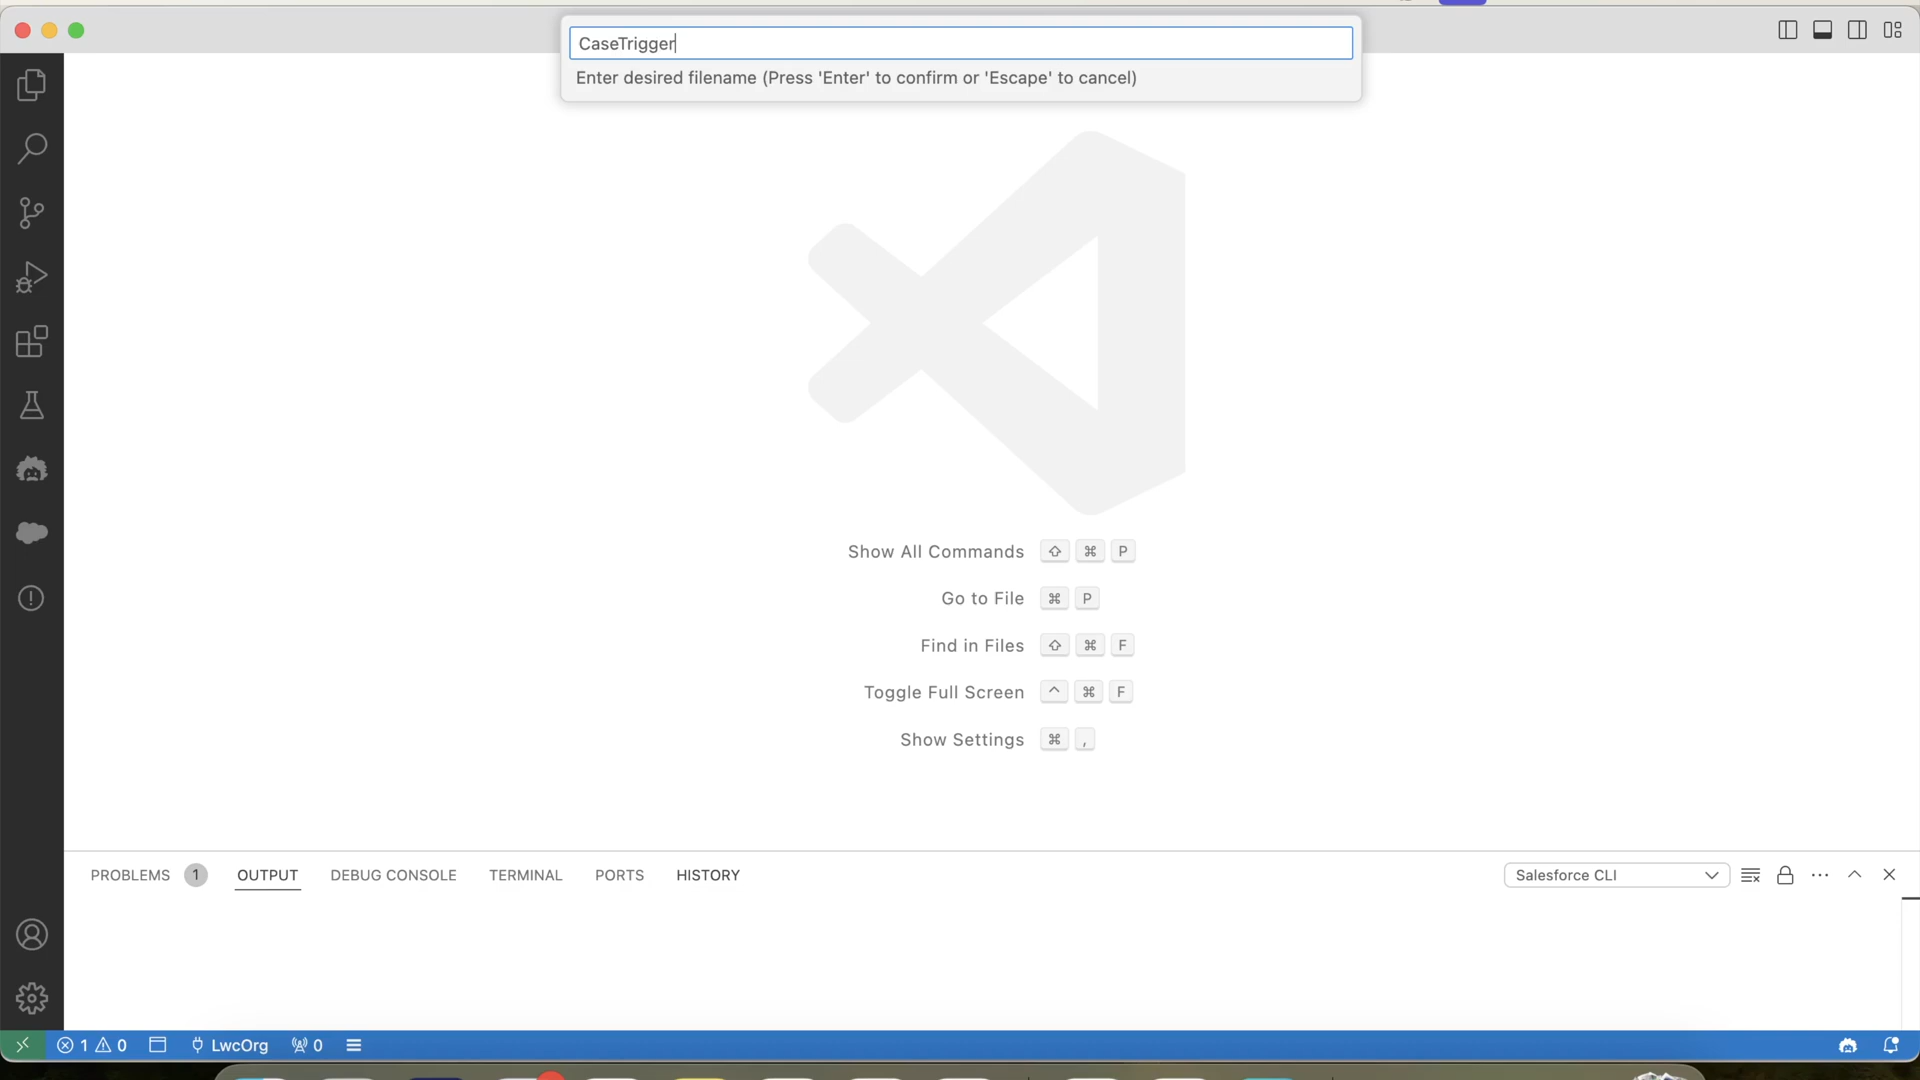 CaseTrigger
Enter desired filename (Press 'Enter' to confirm or 'Escape' to cancel)
Show All Commands ⇧ ⌘ P
Go to File ⌘ P
Find in Files ⇧ ⌘ F
Toggle Full Screen ^ ⌘ F
Show Settings ⌘ ,
PROBLEMS 1 OUTPUT DEBUG CONSOLE TERMINAL PORTS HISTORY Salesforce CLI
1 0 LwcOrg 0